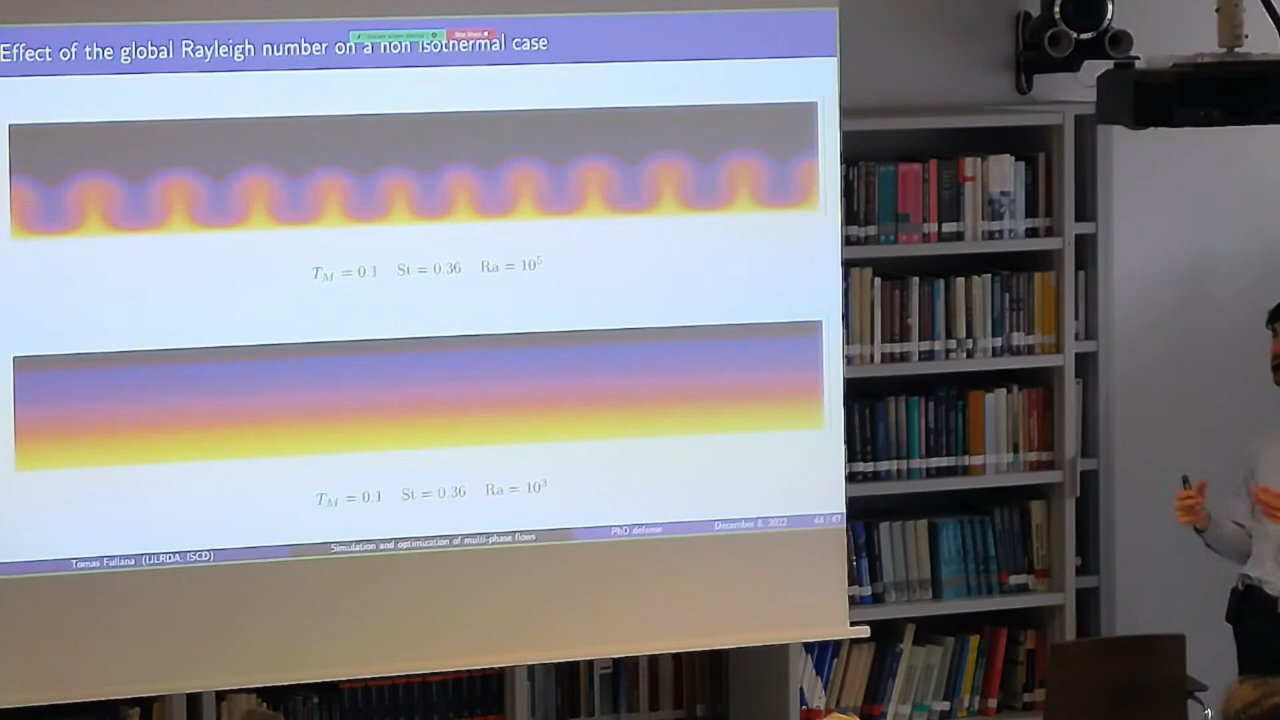 Effect of the global Rayleigh number on a non isothermal case
T_M = 0.1 St = 0.36 Ra = 10^5
T_M = 0.1 St = 0.36 Ra = 10^3
Tomas Fullana (IJLRDA, ISCD) Simulation and optimization of multi-phase flows PhD defense December 6, 2022 44 / 47